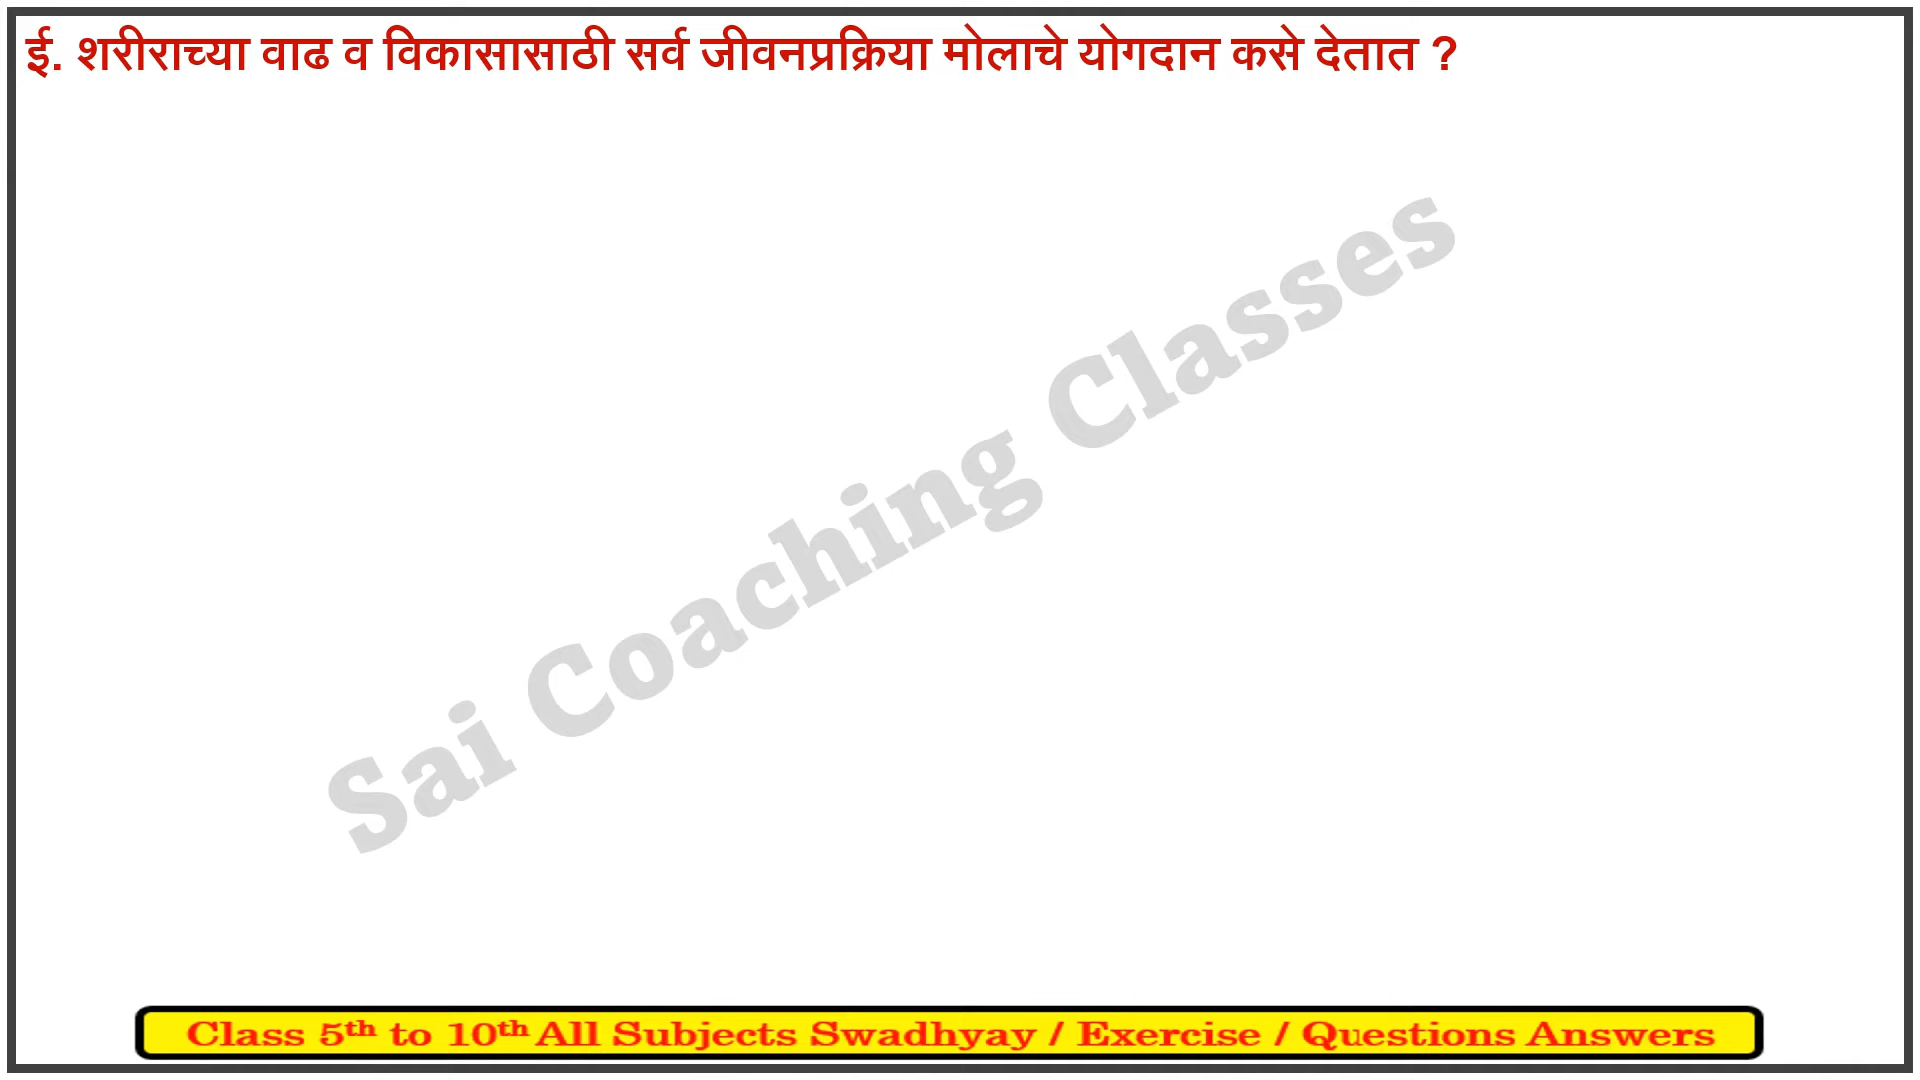 ई. शरीराच्या वाढ व विकासासाठी सर्व जीवनप्रक्रिया मोलाचे योगदान कसे देतात ?
Sai Coaching Classes
Class 5th to 10th All Subjects Swadhyay / Exercise / Questions Answers